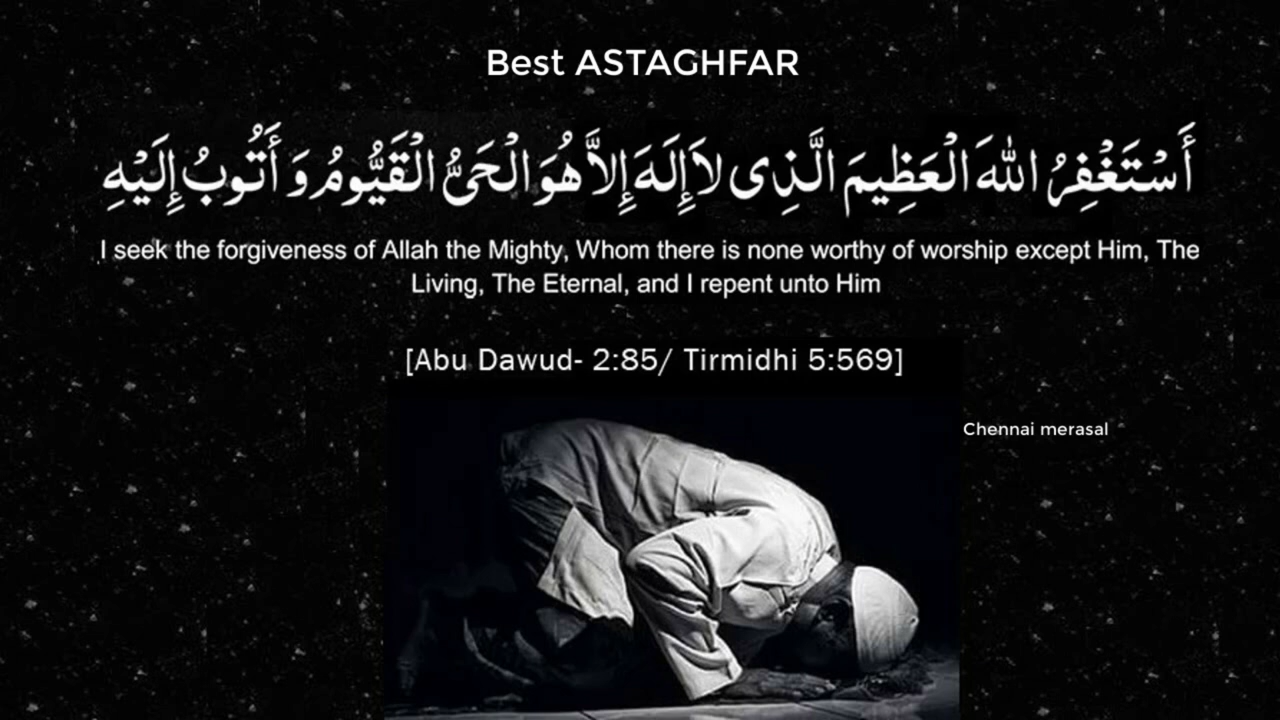 Best ASTAGHFAR
أَسْتَغْفِرُ اللهَ الْعَظِيمَ الَّذِى لاَ إِلَهَ إِلاَّ هُوَ الْحَىُّ الْقَيُّومُ وَ أَتُوبُ إِلَيْهِ
I seek the forgiveness of Allah the Mighty, Whom there is none worthy of worship except Him, The
Living, The Eternal, and I repent unto Him
[Abu Dawud- 2:85/ Tirmidhi 5:569]
Chennai merasal